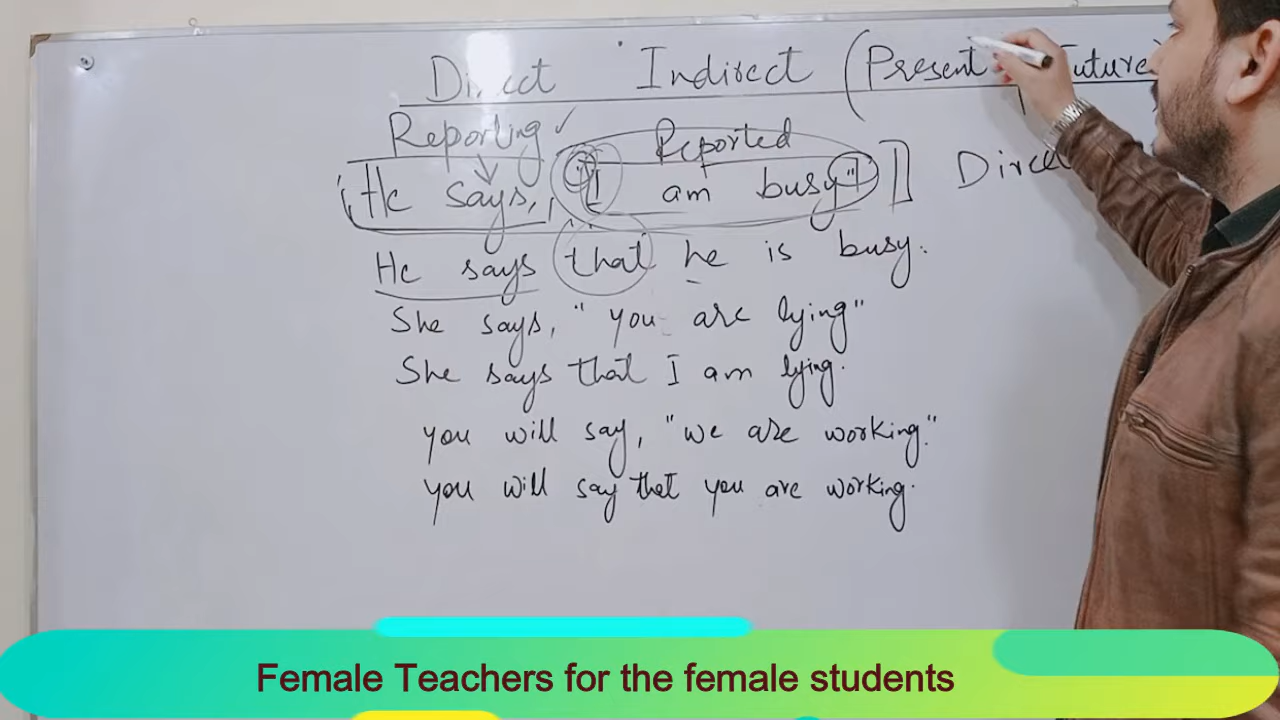 Direct Indirect (Present Future
Reporting ✓ Reported
He says, "I am busy" Direc
He says that he is busy.
She says, "you are lying"
She says that I am lying.
you will say, "we are working."
you will say that you are working.
Female Teachers for the female students